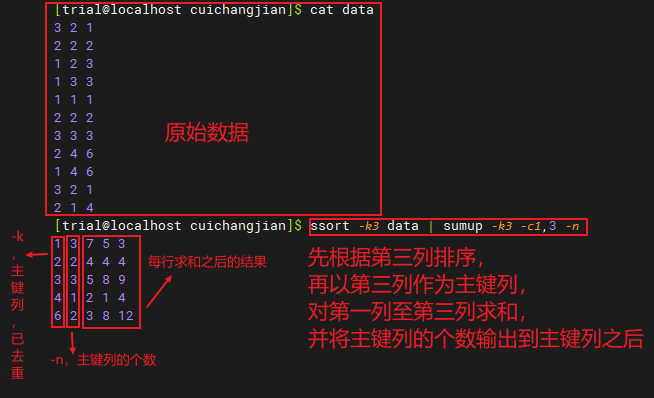 [trial@localhost cuichangjian]$ cat data
3 2 1
2 2 2
1 2 3
1 3 3
1 1 1
2 2 2
3 3 3
2 4 6
1 4 6
3 2 1
2 1 4
原始数据
[trial@localhost cuichangjian]$ ssort -k3 data | sumup -k3 -c1,3 -n
1 3 7 5 3
2 2 4 4 4
3 3 5 8 9
4 1 2 1 4
6 2 3 8 12
-k，主键列，已去重
每行求和之后的结果
-n，主键列的个数
先根据第三列排序，
再以第三列作为主键列，
对第一列至第三列求和，
并将主键列的个数输出到主键列之后